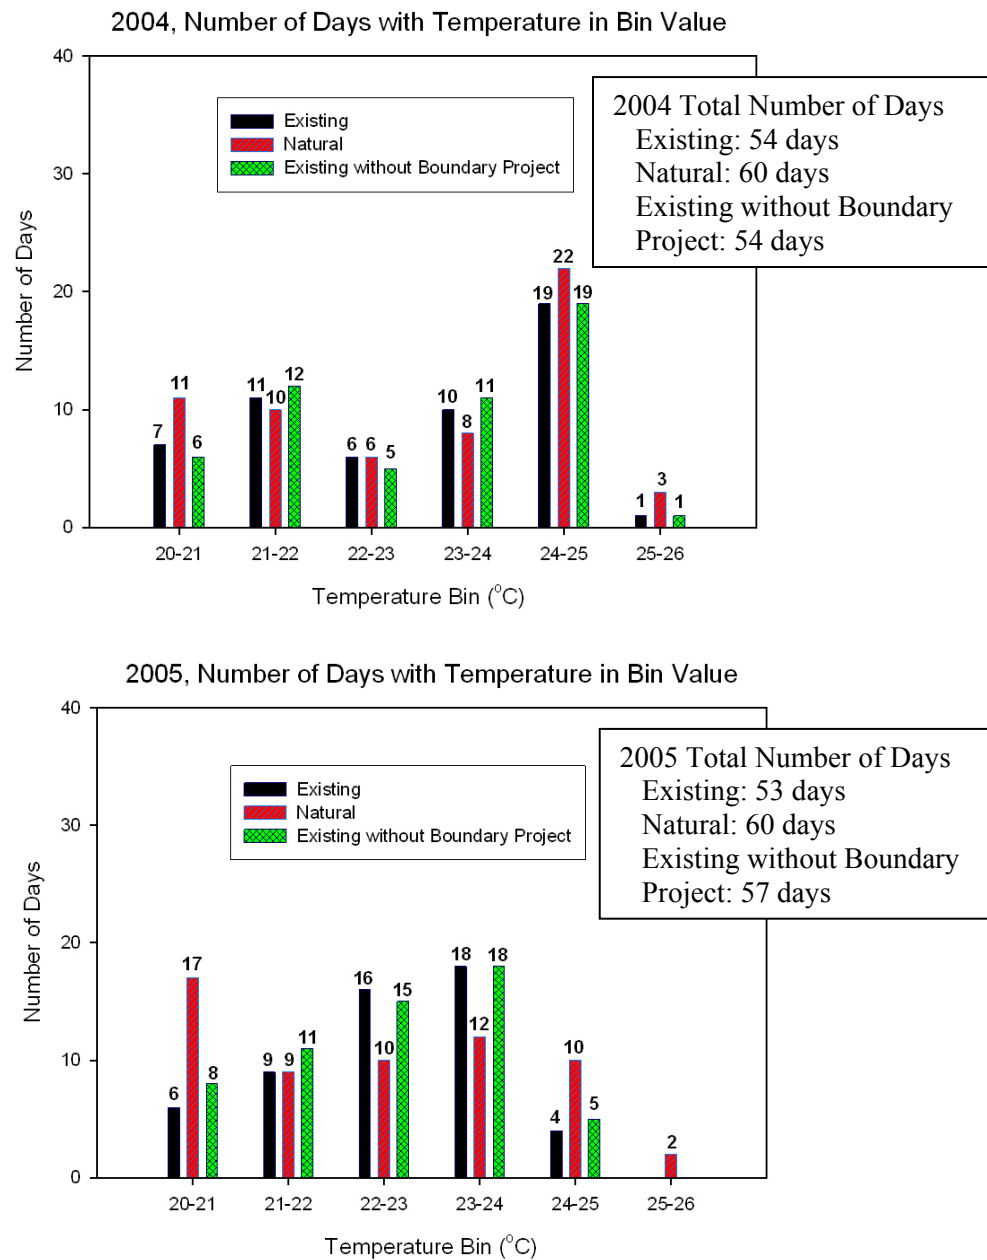 2004, Number of Days with Temperature in Bin Value
40
30
20
10
0
Number of Days
Existing
Natural
Existing without Boundary Project
2004 Total Number of Days
Existing: 54 days
Natural: 60 days
Existing without Boundary
Project: 54 days
7 11 6
11 10 12
6 6 5
10 8 11
19 22 19
1 3 1
20-21 21-22 22-23 23-24 24-25 25-26
Temperature Bin (°C)
2005, Number of Days with Temperature in Bin Value
40
30
20
10
0
Number of Days
Existing
Natural
Existing without Boundary Project
2005 Total Number of Days
Existing: 53 days
Natural: 60 days
Existing without Boundary
Project: 57 days
6 17 8
9 9 11
16 10 15
18 12 18
4 10 5
2
20-21 21-22 22-23 23-24 24-25 25-26
Temperature Bin (°C)